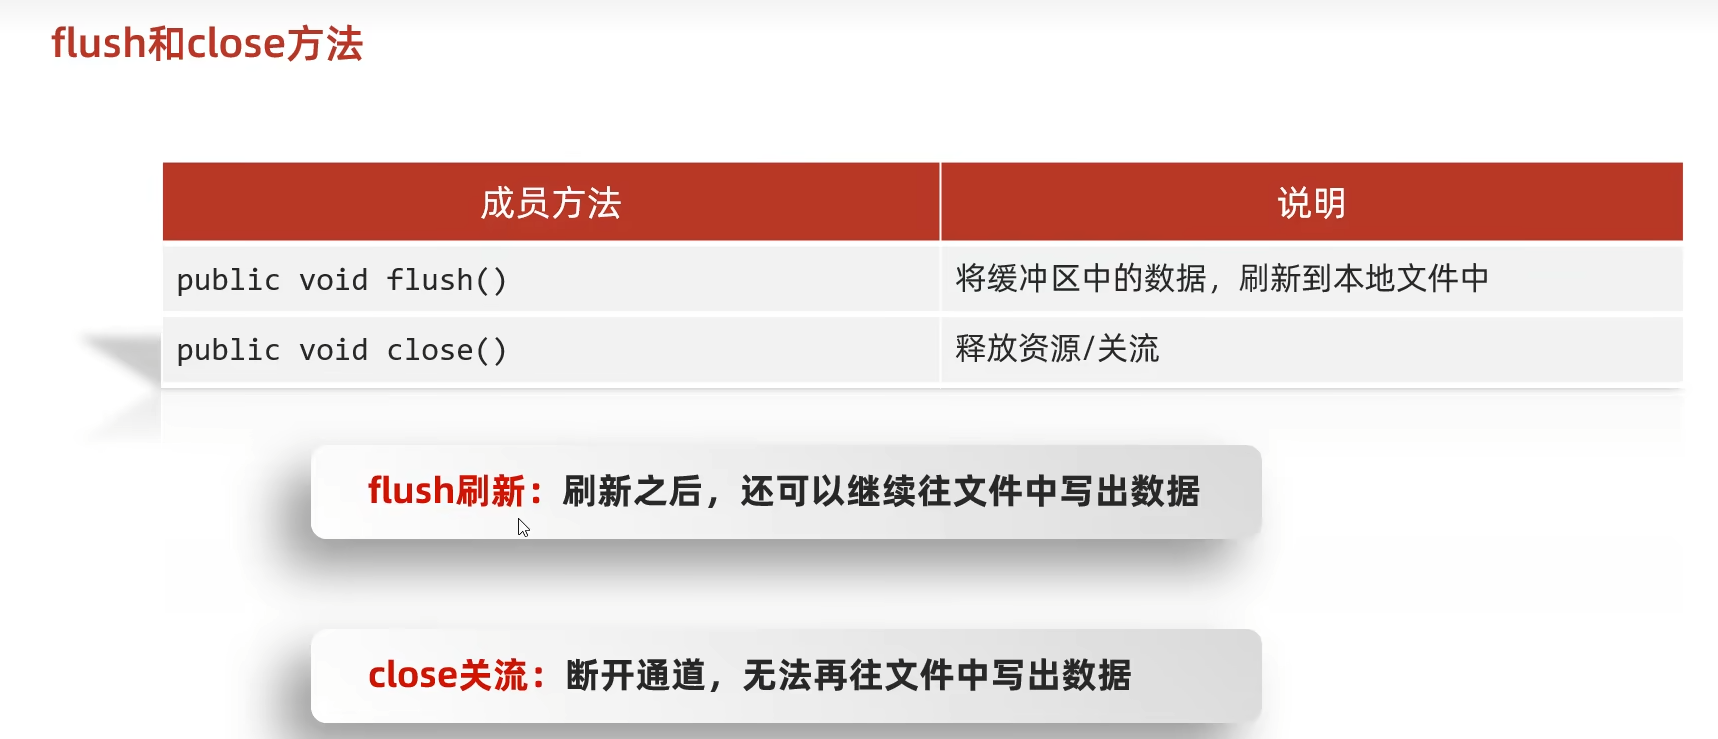 flush和close方法
成员方法 说明
public void flush() 将缓冲区中的数据，刷新到本地文件中
public void close() 释放资源/关流
flush刷新：刷新之后，还可以继续往文件中写出数据
close关流：断开通道，无法再往文件中写出数据